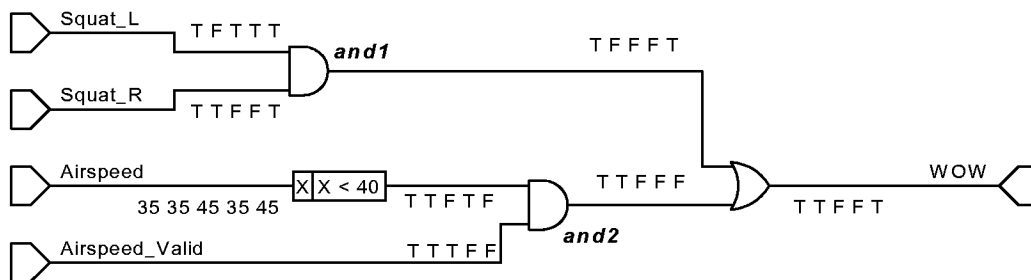 Squat_L
T F T T T
and1
T F F F T
Squat_R
T T F F T
Airspeed
X X < 40
35 35 45 35 45
T T F T F
T T F F F
WOW
T T F F T
and2
Airspeed_Valid
T T T F F